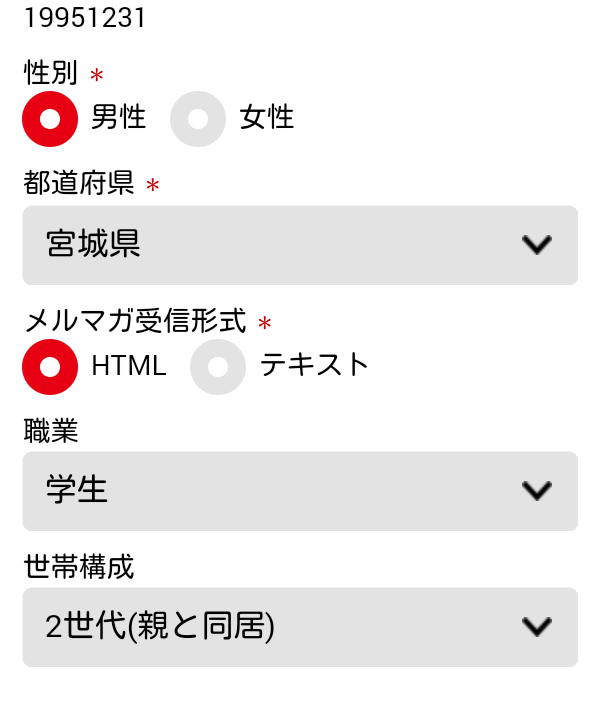 19951231
性別 *
男性 女性
都道府県 *
宮城県
メルマガ受信形式 *
HTML テキスト
職業
学生
世帯構成
2世代(親と同居)